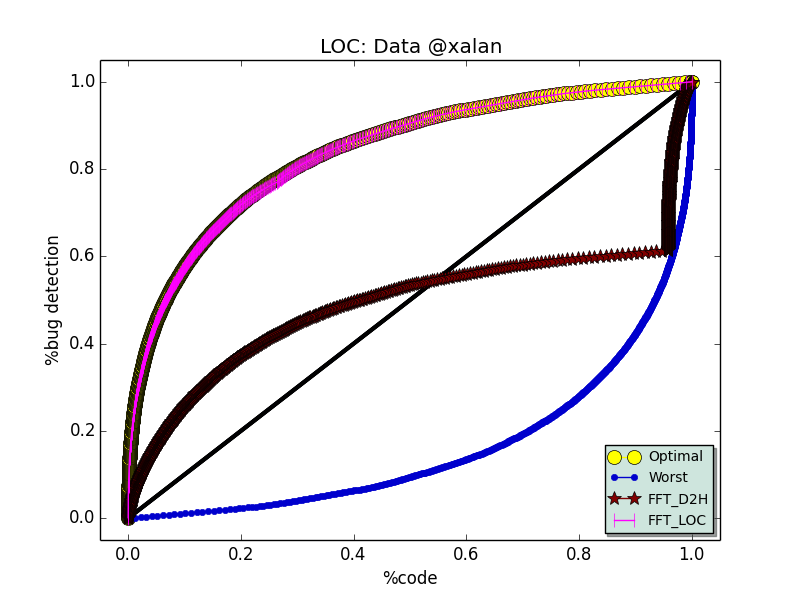 LOC: Data @xalan
1.0
0.8
0.6
0.4
0.2
0.0
%bug detection
0.0 0.2 0.4 0.6 0.8 1.0
%code
Optimal
Worst
FFT_D2H
FFT_LOC